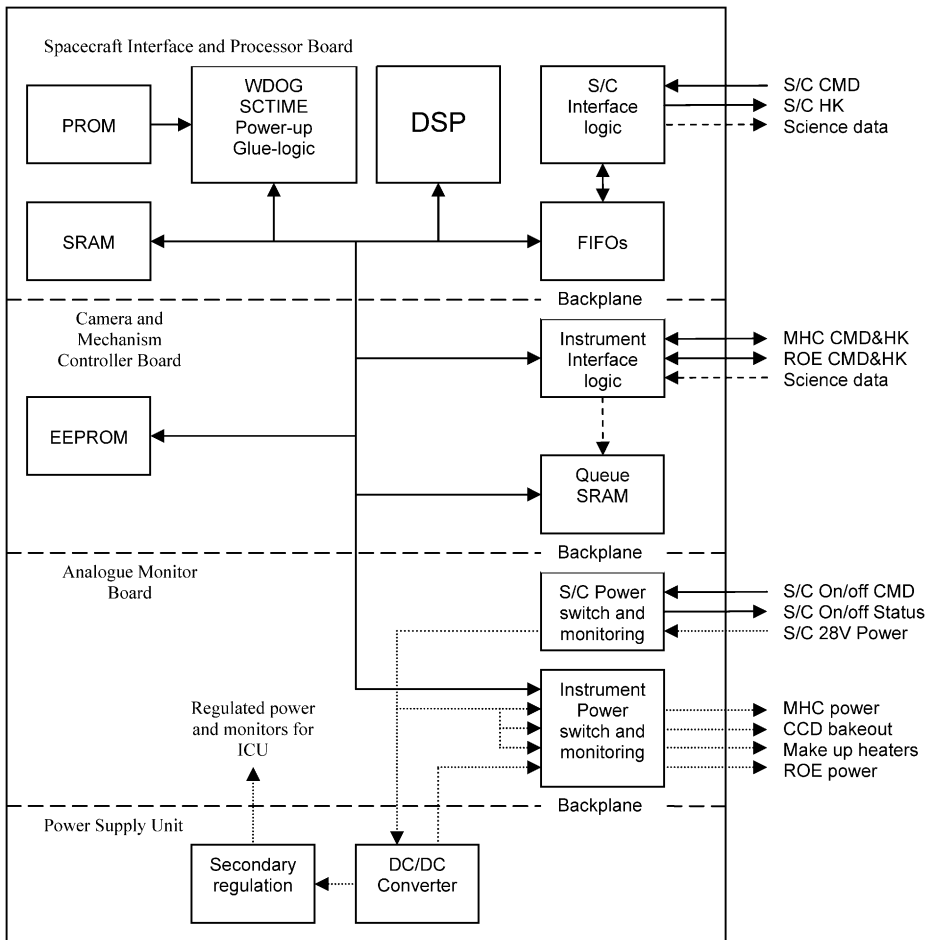 Spacecraft Interface and Processor Board
PROM
WDOG
SCTIME
Power-up
Glue-logic
DSP
S/C
Interface
logic
S/C CMD
S/C HK
Science data
SRAM
FIFOs
Backplane
Camera and
Mechanism
Controller Board
Instrument
Interface
logic
MHC CMD&HK
ROE CMD&HK
Science data
EEPROM
Queue
SRAM
Backplane
Analogue Monitor
Board
S/C Power
switch and
monitoring
S/C On/off CMD
S/C On/off Status
S/C 28V Power
Regulated power
and monitors for
ICU
Instrument
Power
switch and
monitoring
MHC power
CCD bakeout
Make up heaters
ROE power
Backplane
Power Supply Unit
Secondary
regulation
DC/DC
Converter